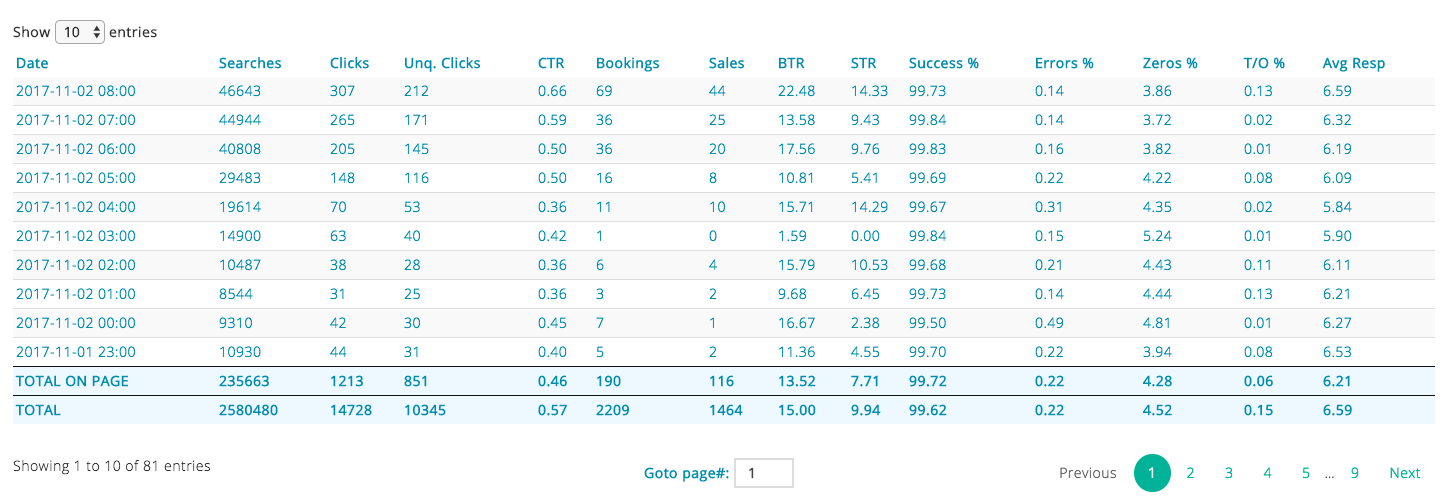 Show 10 entries
Date Searches Clicks Unq. Clicks CTR Bookings Sales BTR STR Success % Errors % Zeros % T/O % Avg Resp
2017-11-02 08:00 46643 307 212 0.66 69 44 22.48 14.33 99.73 0.14 3.86 0.13 6.59
2017-11-02 07:00 44944 265 171 0.59 36 25 13.58 9.43 99.84 0.14 3.72 0.02 6.32
2017-11-02 06:00 40808 205 145 0.50 36 20 17.56 9.76 99.83 0.16 3.82 0.01 6.19
2017-11-02 05:00 29483 148 116 0.50 16 8 10.81 5.41 99.69 0.22 4.22 0.08 6.09
2017-11-02 04:00 19614 70 53 0.36 11 10 15.71 14.29 99.67 0.31 4.35 0.02 5.84
2017-11-02 03:00 14900 63 40 0.42 1 0 1.59 0.00 99.84 0.15 5.24 0.01 5.90
2017-11-02 02:00 10487 38 28 0.36 6 4 15.79 10.53 99.68 0.21 4.43 0.11 6.11
2017-11-02 01:00 8544 31 25 0.36 3 2 9.68 6.45 99.73 0.14 4.44 0.13 6.21
2017-11-02 00:00 9310 42 30 0.45 7 1 16.67 2.38 99.50 0.49 4.81 0.01 6.27
2017-11-01 23:00 10930 44 31 0.40 5 2 11.36 4.55 99.70 0.22 3.94 0.08 6.53
TOTAL ON PAGE 235663 1213 851 0.46 190 116 13.52 7.71 99.72 0.22 4.28 0.06 6.21
TOTAL 2580480 14728 10345 0.57 2209 1464 15.00 9.94 99.62 0.22 4.52 0.15 6.59
Showing 1 to 10 of 81 entries Goto page#: 1 Previous 1 2 3 4 5 ... 9 Next